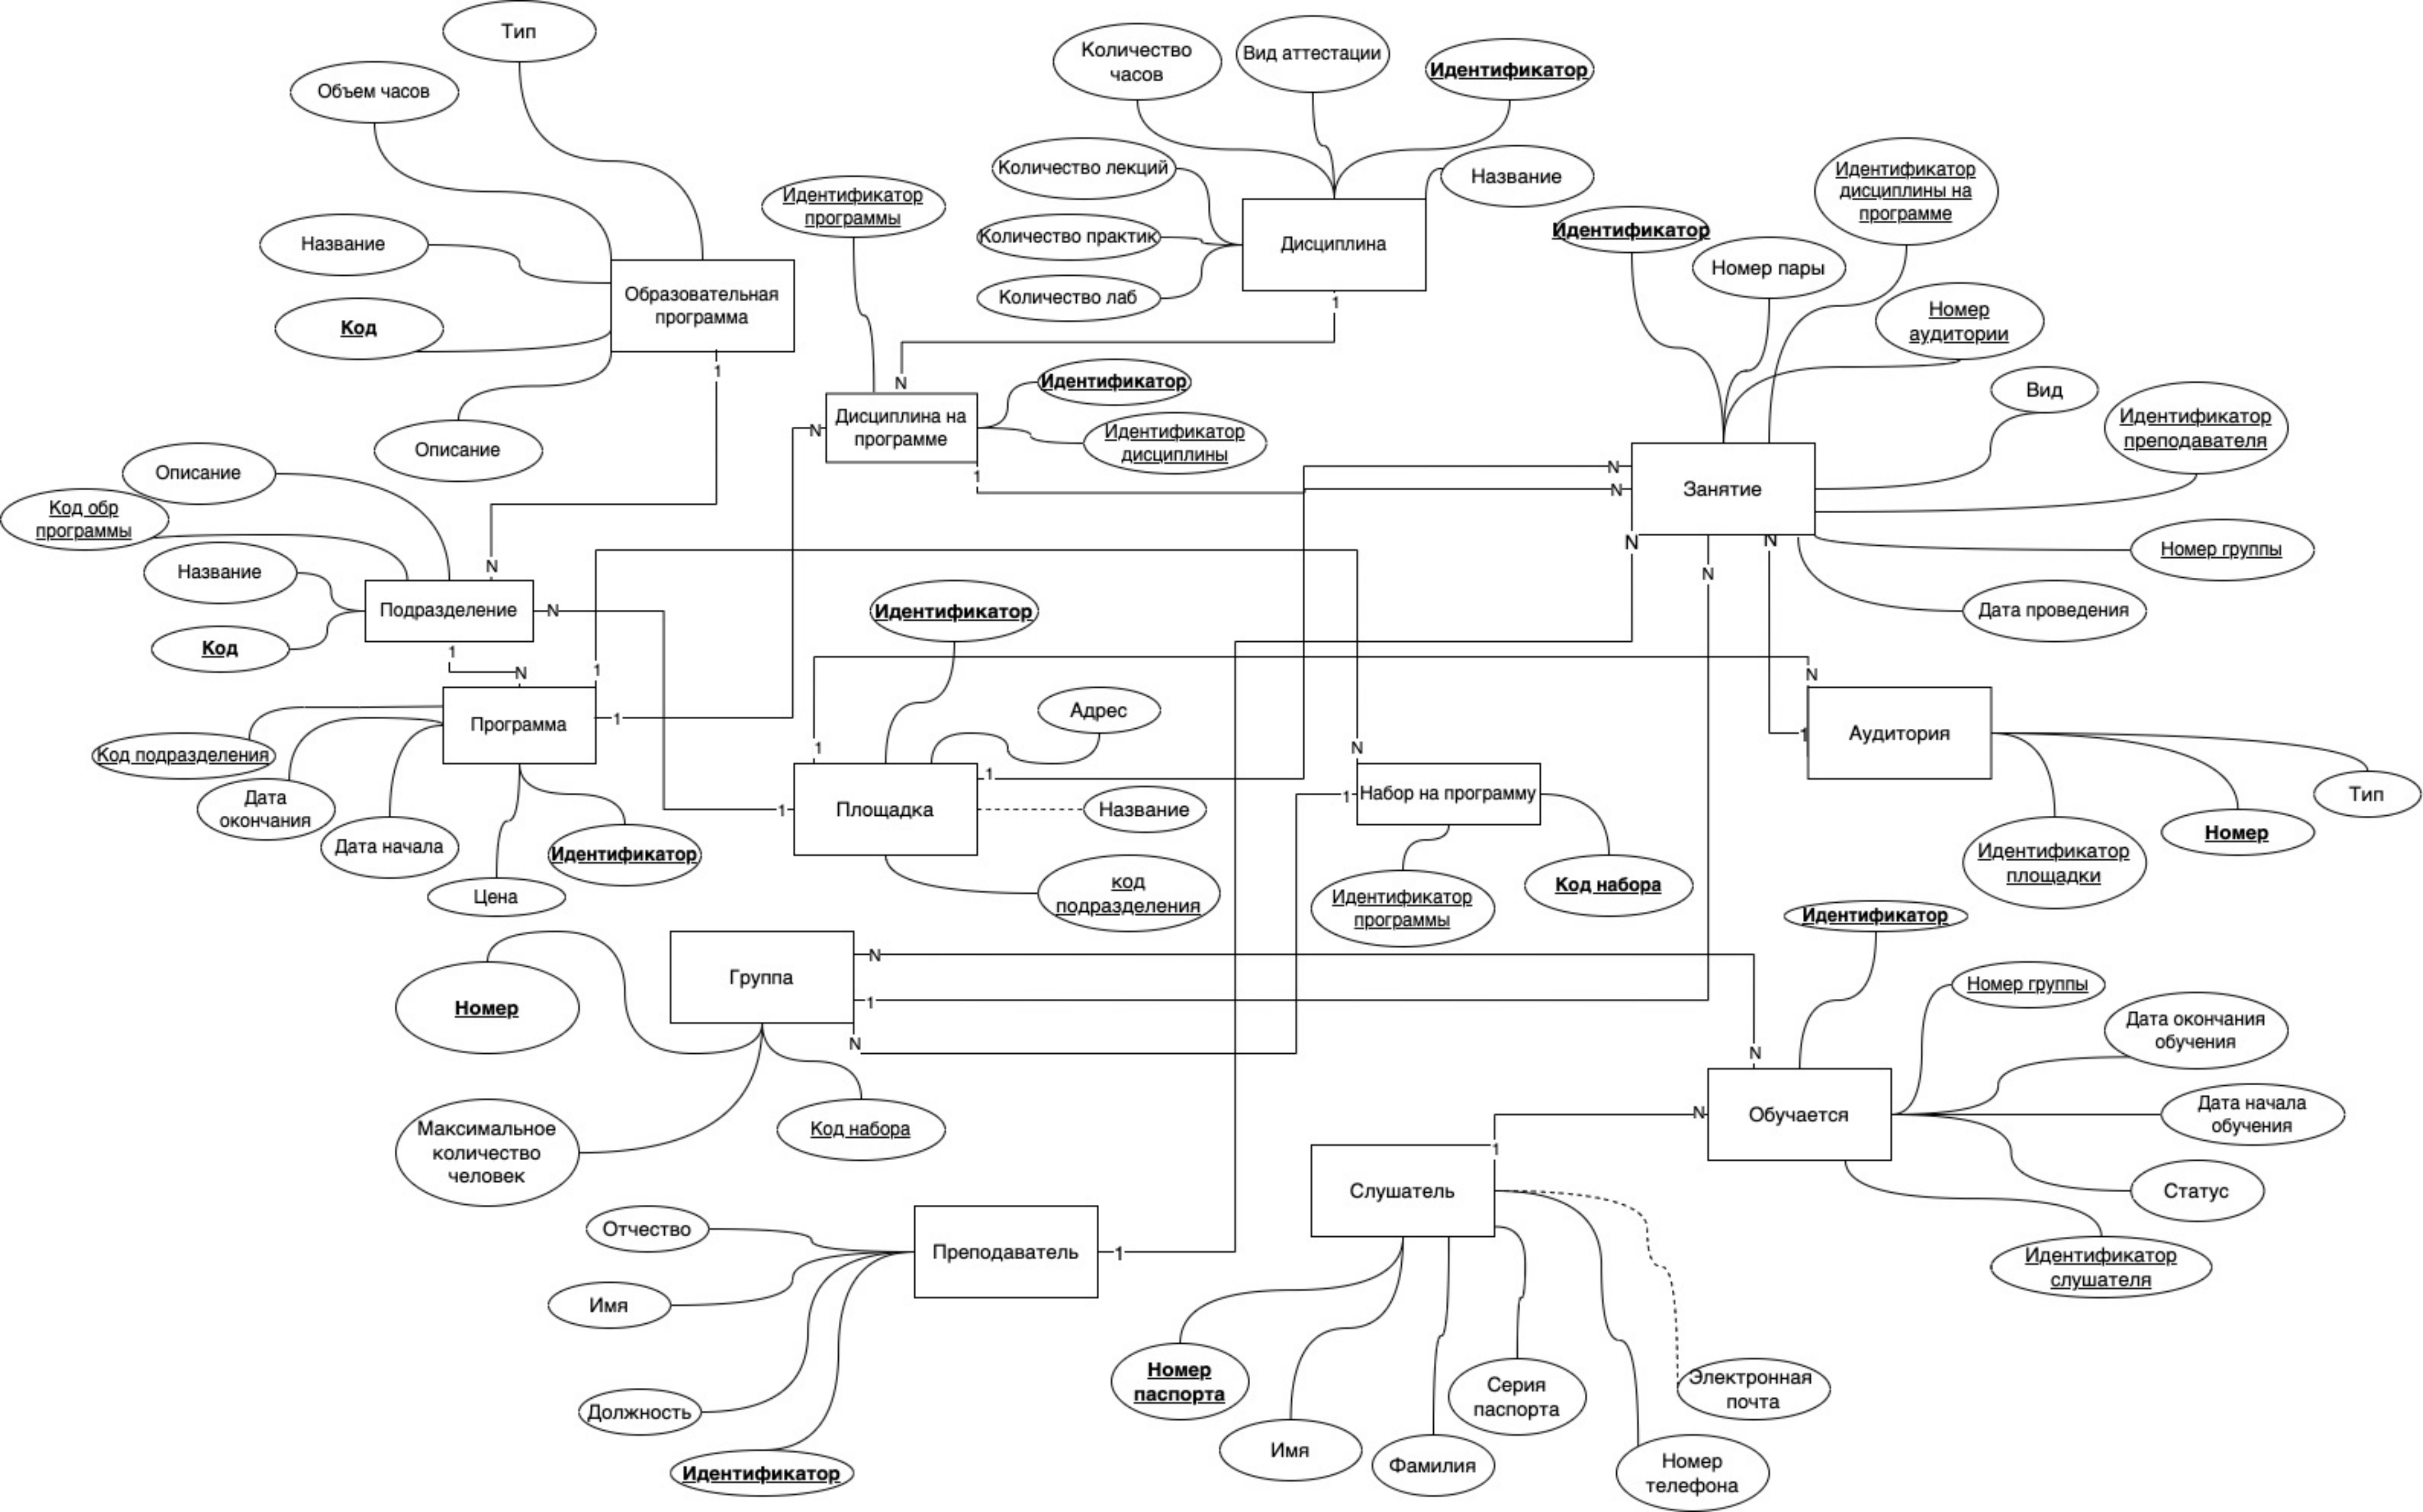 Тип
Объем часов
Название
Код
Описание
Образовательная
программа
1
Количество
часов
Вид аттестации
Идентификатор
Количество лекций
Название
Количество практик
Количество лаб
Дисциплина
1
Идентификатор
программы
N
Дисциплина на
программе
Идентификатор
Идентификатор
дисциплины
N
1
Идентификатор
дисциплины на
программе
Идентификатор
Номер пары
Номер
аудитории
Вид
Идентификатор
преподавателя
Занятие
N
N
N
N
N
Номер группы
Дата проведения
Описание
Код обр
программы
Название
Код
N
Подразделение
N
1
N
1
Программа
1
Код подразделения
Дата
окончания
Дата начала
Цена
Идентификатор
Идентификатор
Адрес
1
1
1
Площадка
Название
код
подразделения
N
1
Набор на программу
Идентификатор
программы
Код набора
N
1
Аудитория
Тип
Номер
Идентификатор
площадки
Группа
N
1
N
Номер
Максимальное
количество
человек
Код набора
Идентификатор
Номер группы
Дата окончания
обучения
Дата начала
обучения
Статус
Идентификатор
слушателя
N
N
Обучается
Отчество
Имя
Должность
Идентификатор
Преподаватель
1
1
Слушатель
Номер
паспорта
Имя
Фамилия
Серия
паспорта
Номер
телефона
Электронная
почта